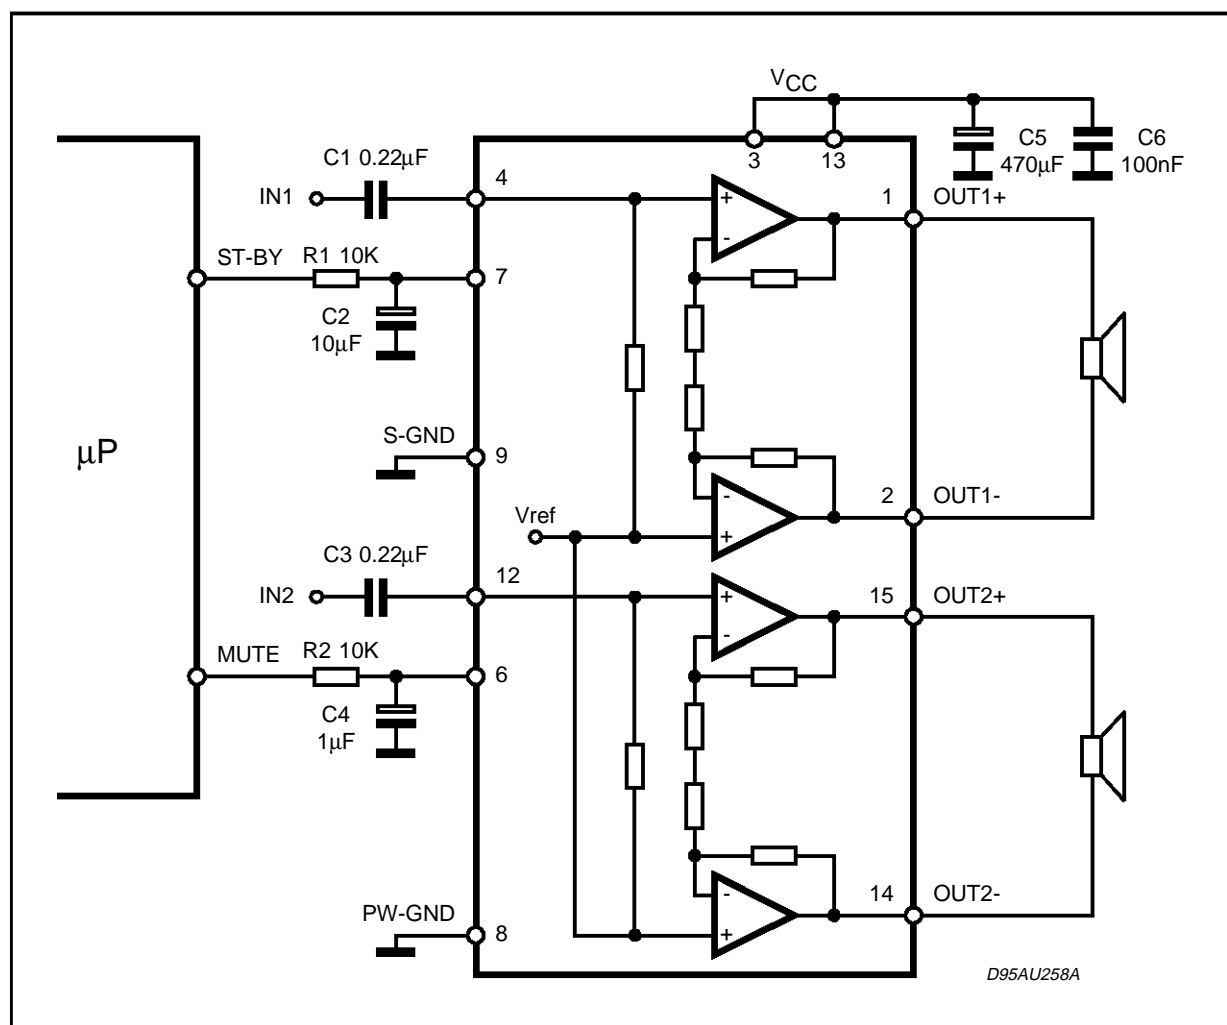 VCC
C1 0.22µF
3
13
C5
470µF
C6
100nF
IN1
4
1
OUT1+
+
-
ST-BY
R1 10K
7
C2
10µF
µP
S-GND
9
-
+
2
OUT1-
Vref
C3 0.22µF
12
IN2
+
-
15
OUT2+
MUTE
R2 10K
6
C4
1µF
PW-GND
8
-
+
14
OUT2-
D95AU258A